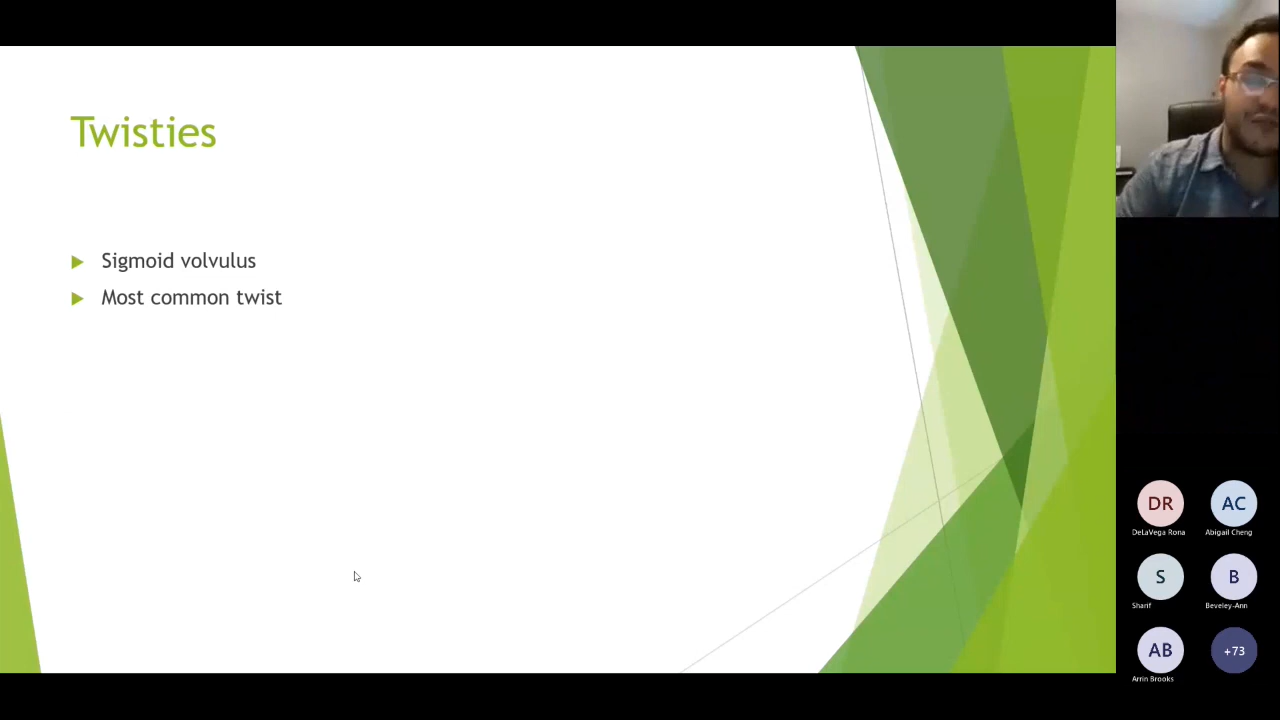 Twisties
Sigmoid volvulus
Most common twist
DR
AC
DeLaVega Rona
Abigail Cheng
S
B
Sharif
Beveley-Ann
AB
+73
Arrin Brooks